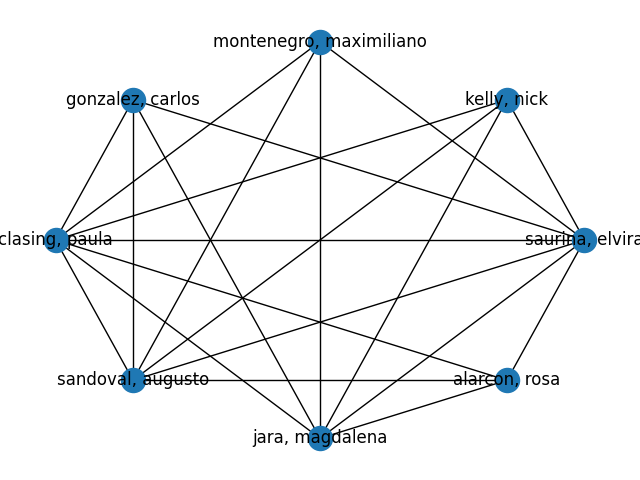 montenegro, maximiliano
gonzalez, carlos
kelly, nick
clasing, paula
saurina, elvira
sandoval, augusto
alarcon, rosa
jara, magdalena